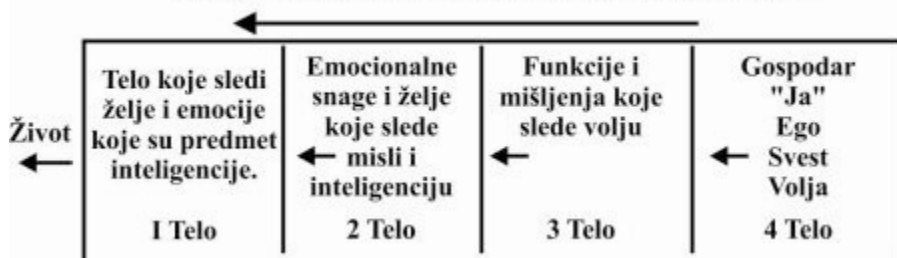 Život
Telo koje sledi
želje i emocije
koje su predmet
inteligencije.
I Telo
Emocionalne
snage i želje
koje slede
misli i
inteligenciju
2 Telo
Funkcije i
mišljenja koje
slede volju
3 Telo
Gospodar
"Ja"
Ego
Svest
Volja
4 Telo